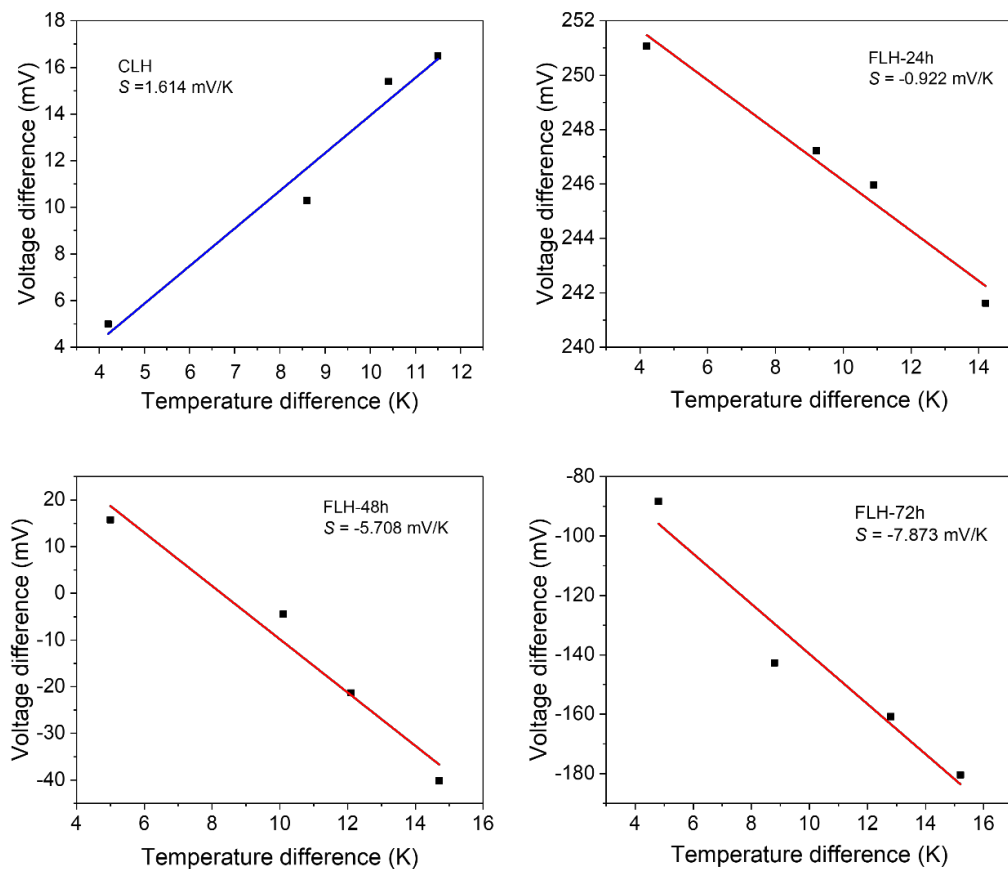 18
16
14
12
10
8
6
4
Voltage difference (mV)
CLH
S =1.614 mV/K
4 5 6 7 8 9 10 11 12
Temperature difference (K)
252
250
248
246
244
242
240
Voltage difference (mV)
FLH-24h
S = -0.922 mV/K
4 6 8 10 12 14
Temperature difference (K)
20
10
0
-10
-20
-30
-40
Voltage difference (mV)
FLH-48h
S = -5.708 mV/K
4 6 8 10 12 14 16
Temperature difference (K)
-80
-100
-120
-140
-160
-180
Voltage difference (mV)
FLH-72h
S = -7.873 mV/K
4 6 8 10 12 14 16
Temperature difference (K)